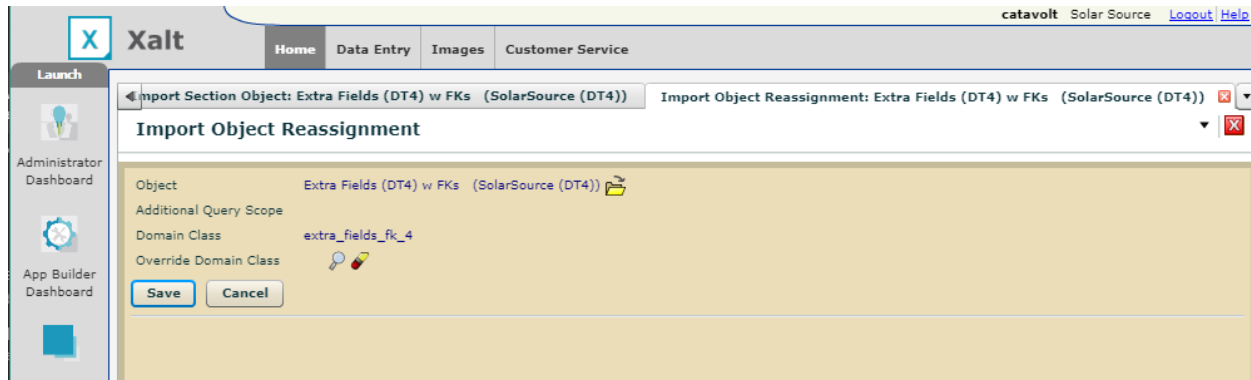 catavolt Solar Source Logout Help
X Xalt
Home Data Entry Images Customer Service
Launch
Import Section Object: Extra Fields (DT4) w FKs (SolarSource (DT4)) Import Object Reassignment: Extra Fields (DT4) w FKs (SolarSource (DT4))
Import Object Reassignment
Administrator
Dashboard
Object Extra Fields (DT4) w FKs (SolarSource (DT4))
Additional Query Scope
Domain Class extra_fields_fk_4
Override Domain Class
App Builder
Dashboard
Save Cancel